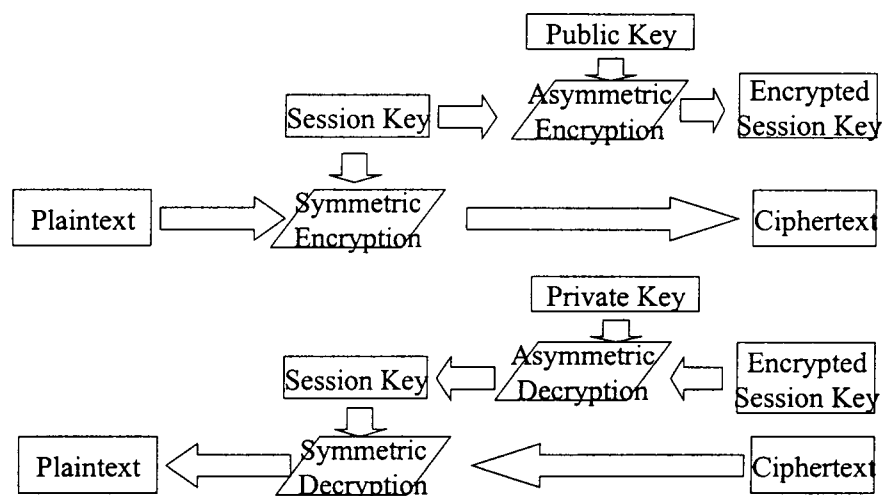 Public Key
Session Key
Asymmetric
Encryption
Encrypted
Session Key
Plaintext
Symmetric
Encryption
Ciphertext
Private Key
Session Key
Asymmetric
Decryption
Encrypted
Session Key
Plaintext
Symmetric
Decryption
Ciphertext